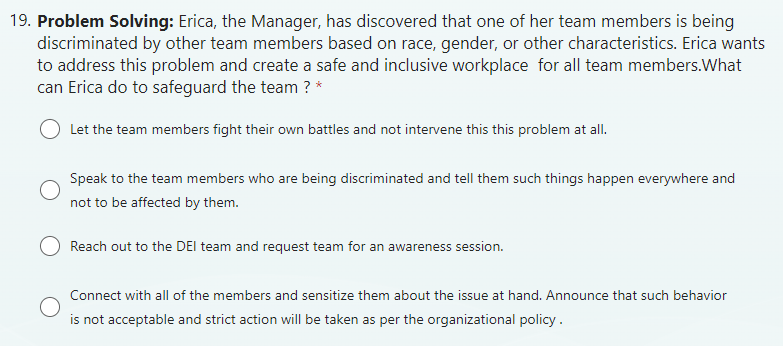 19. Problem Solving: Erica, the Manager, has discovered that one of her team members is being
discriminated by other team members based on race, gender, or other characteristics. Erica wants
to address this problem and create a safe and inclusive workplace for all team members.What
can Erica do to safeguard the team ? *
Let the team members fight their own battles and not intervene this this problem at all.
Speak to the team members who are being discriminated and tell them such things happen everywhere and
not to be affected by them.
Reach out to the DEI team and request team for an awareness session.
Connect with all of the members and sensitize them about the issue at hand. Announce that such behavior
is not acceptable and strict action will be taken as per the organizational policy .